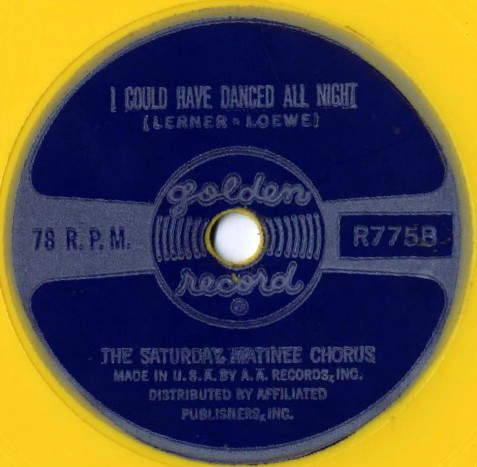 I COULD HAVE DANCED ALL NIGHT
(LERNER - LOEWE)
golden
78 R.P.M.
R775B
record
THE SATURDAY MATINEE CHORUS
MADE IN U.S.A. BY A.A. RECORDS, INC.
DISTRIBUTED BY AFFILIATED
PUBLISHERS, INC.